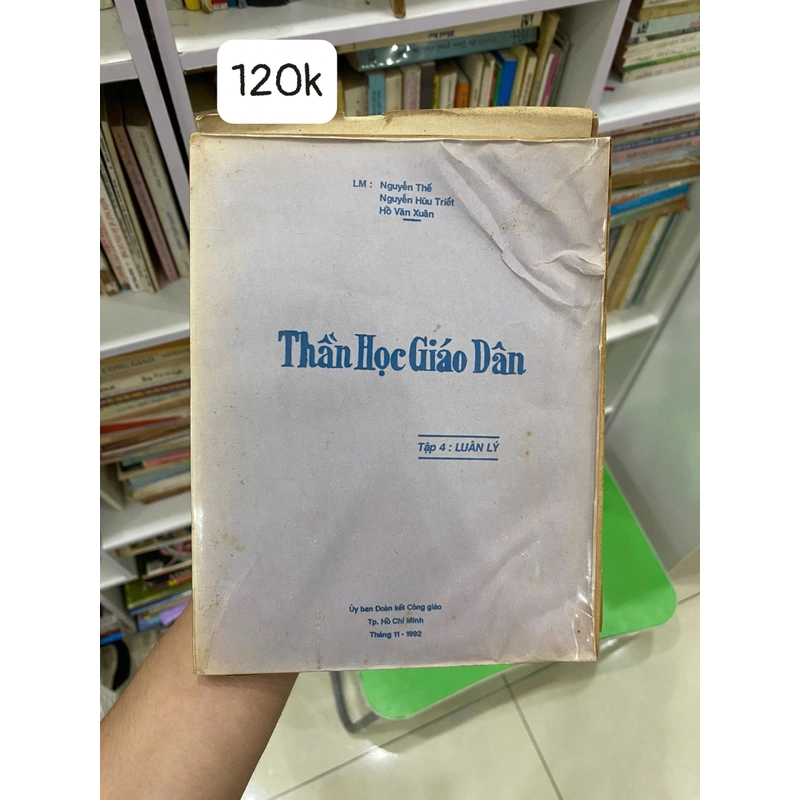 120k
LM : Nguyễn Thế
Nguyễn Hữu Triết
Hồ Văn Xuân
Thần Học Giáo Dân
Tập 4 : LUÂN LÝ
Ủy ban Đoàn kết Công giáo
Tp. Hồ Chí Minh
Tháng 11 - 1992